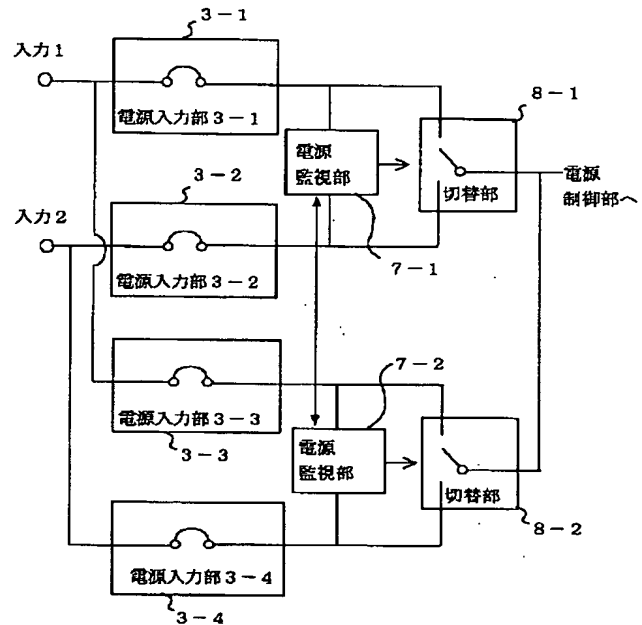 3-1
入力1
電源入力部3-1
8-1
電源
監視部
切替部
電源
制御部へ
3-2
入力2
電源入力部3-2
7-1
7-2
電源入力部3-3
3-3
電源
監視部
切替部
8-2
電源入力部3-4
3-4